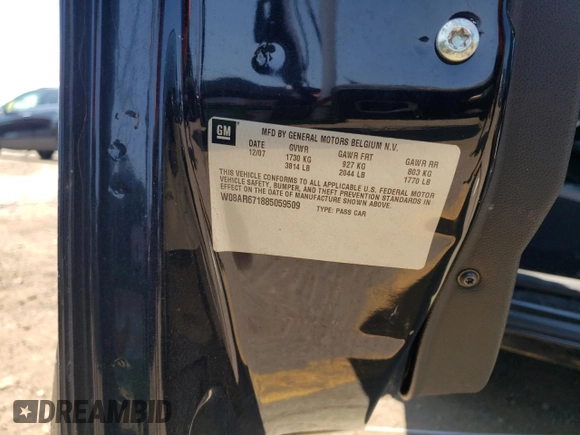 GM
MFD BY GENERAL MOTORS BELGIUM N.V.
DATE GVWR GAWR FRT GAWR RR
12/07 1730 KG 927 KG 803 KG
3814 LB 2044 LB 1770 LB
THIS VEHICLE CONFORMS TO ALL APPLICABLE U.S. FEDERAL MOTOR
VEHICLE SAFETY, BUMPER, AND THEFT PREVENTION STANDARDS IN
EFFECT ON THE DATE OF MANUFACTURE SHOWN ABOVE.
W08AR671885059509 TYPE: PASS CAR
DREAMBID